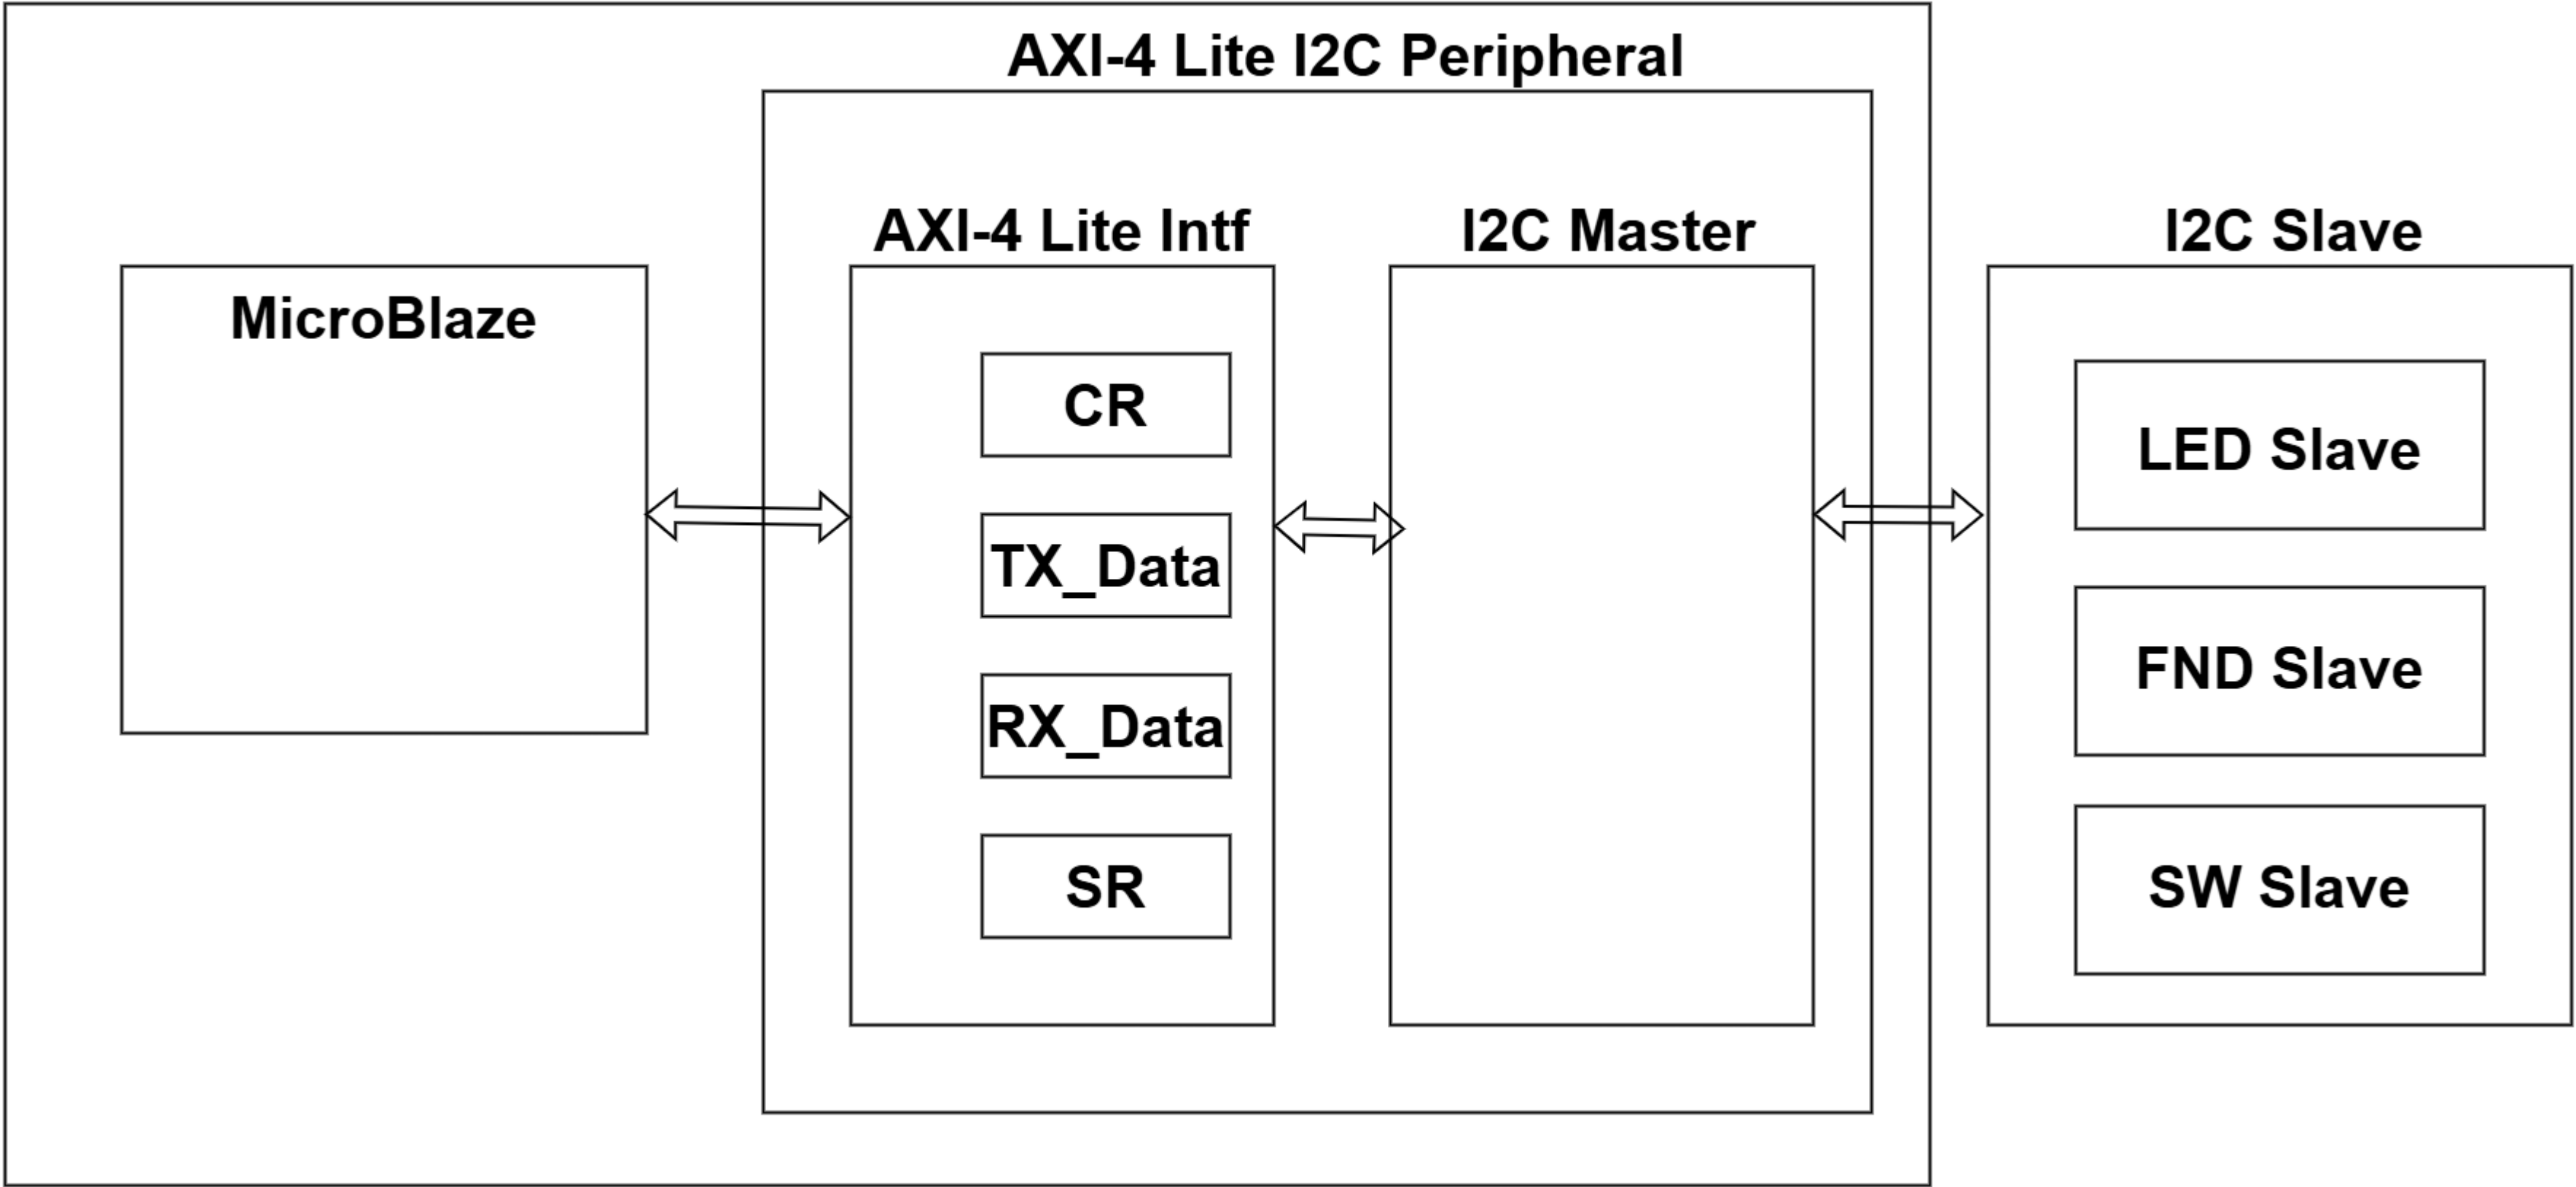 AXI-4 Lite I2C Peripheral
MicroBlaze
AXI-4 Lite Intf
CR
TX_Data
RX_Data
SR
I2C Master
I2C Slave
LED Slave
FND Slave
SW Slave